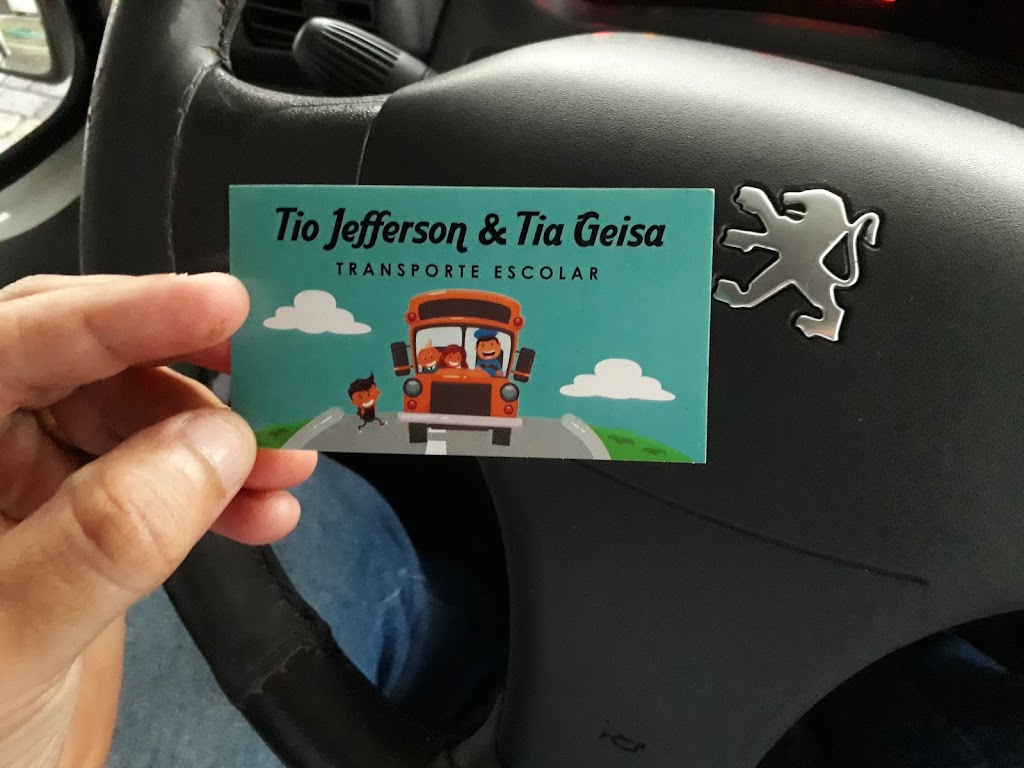 Tio Jefferson & Tia Geisa
TRANSPORTE ESCOLAR